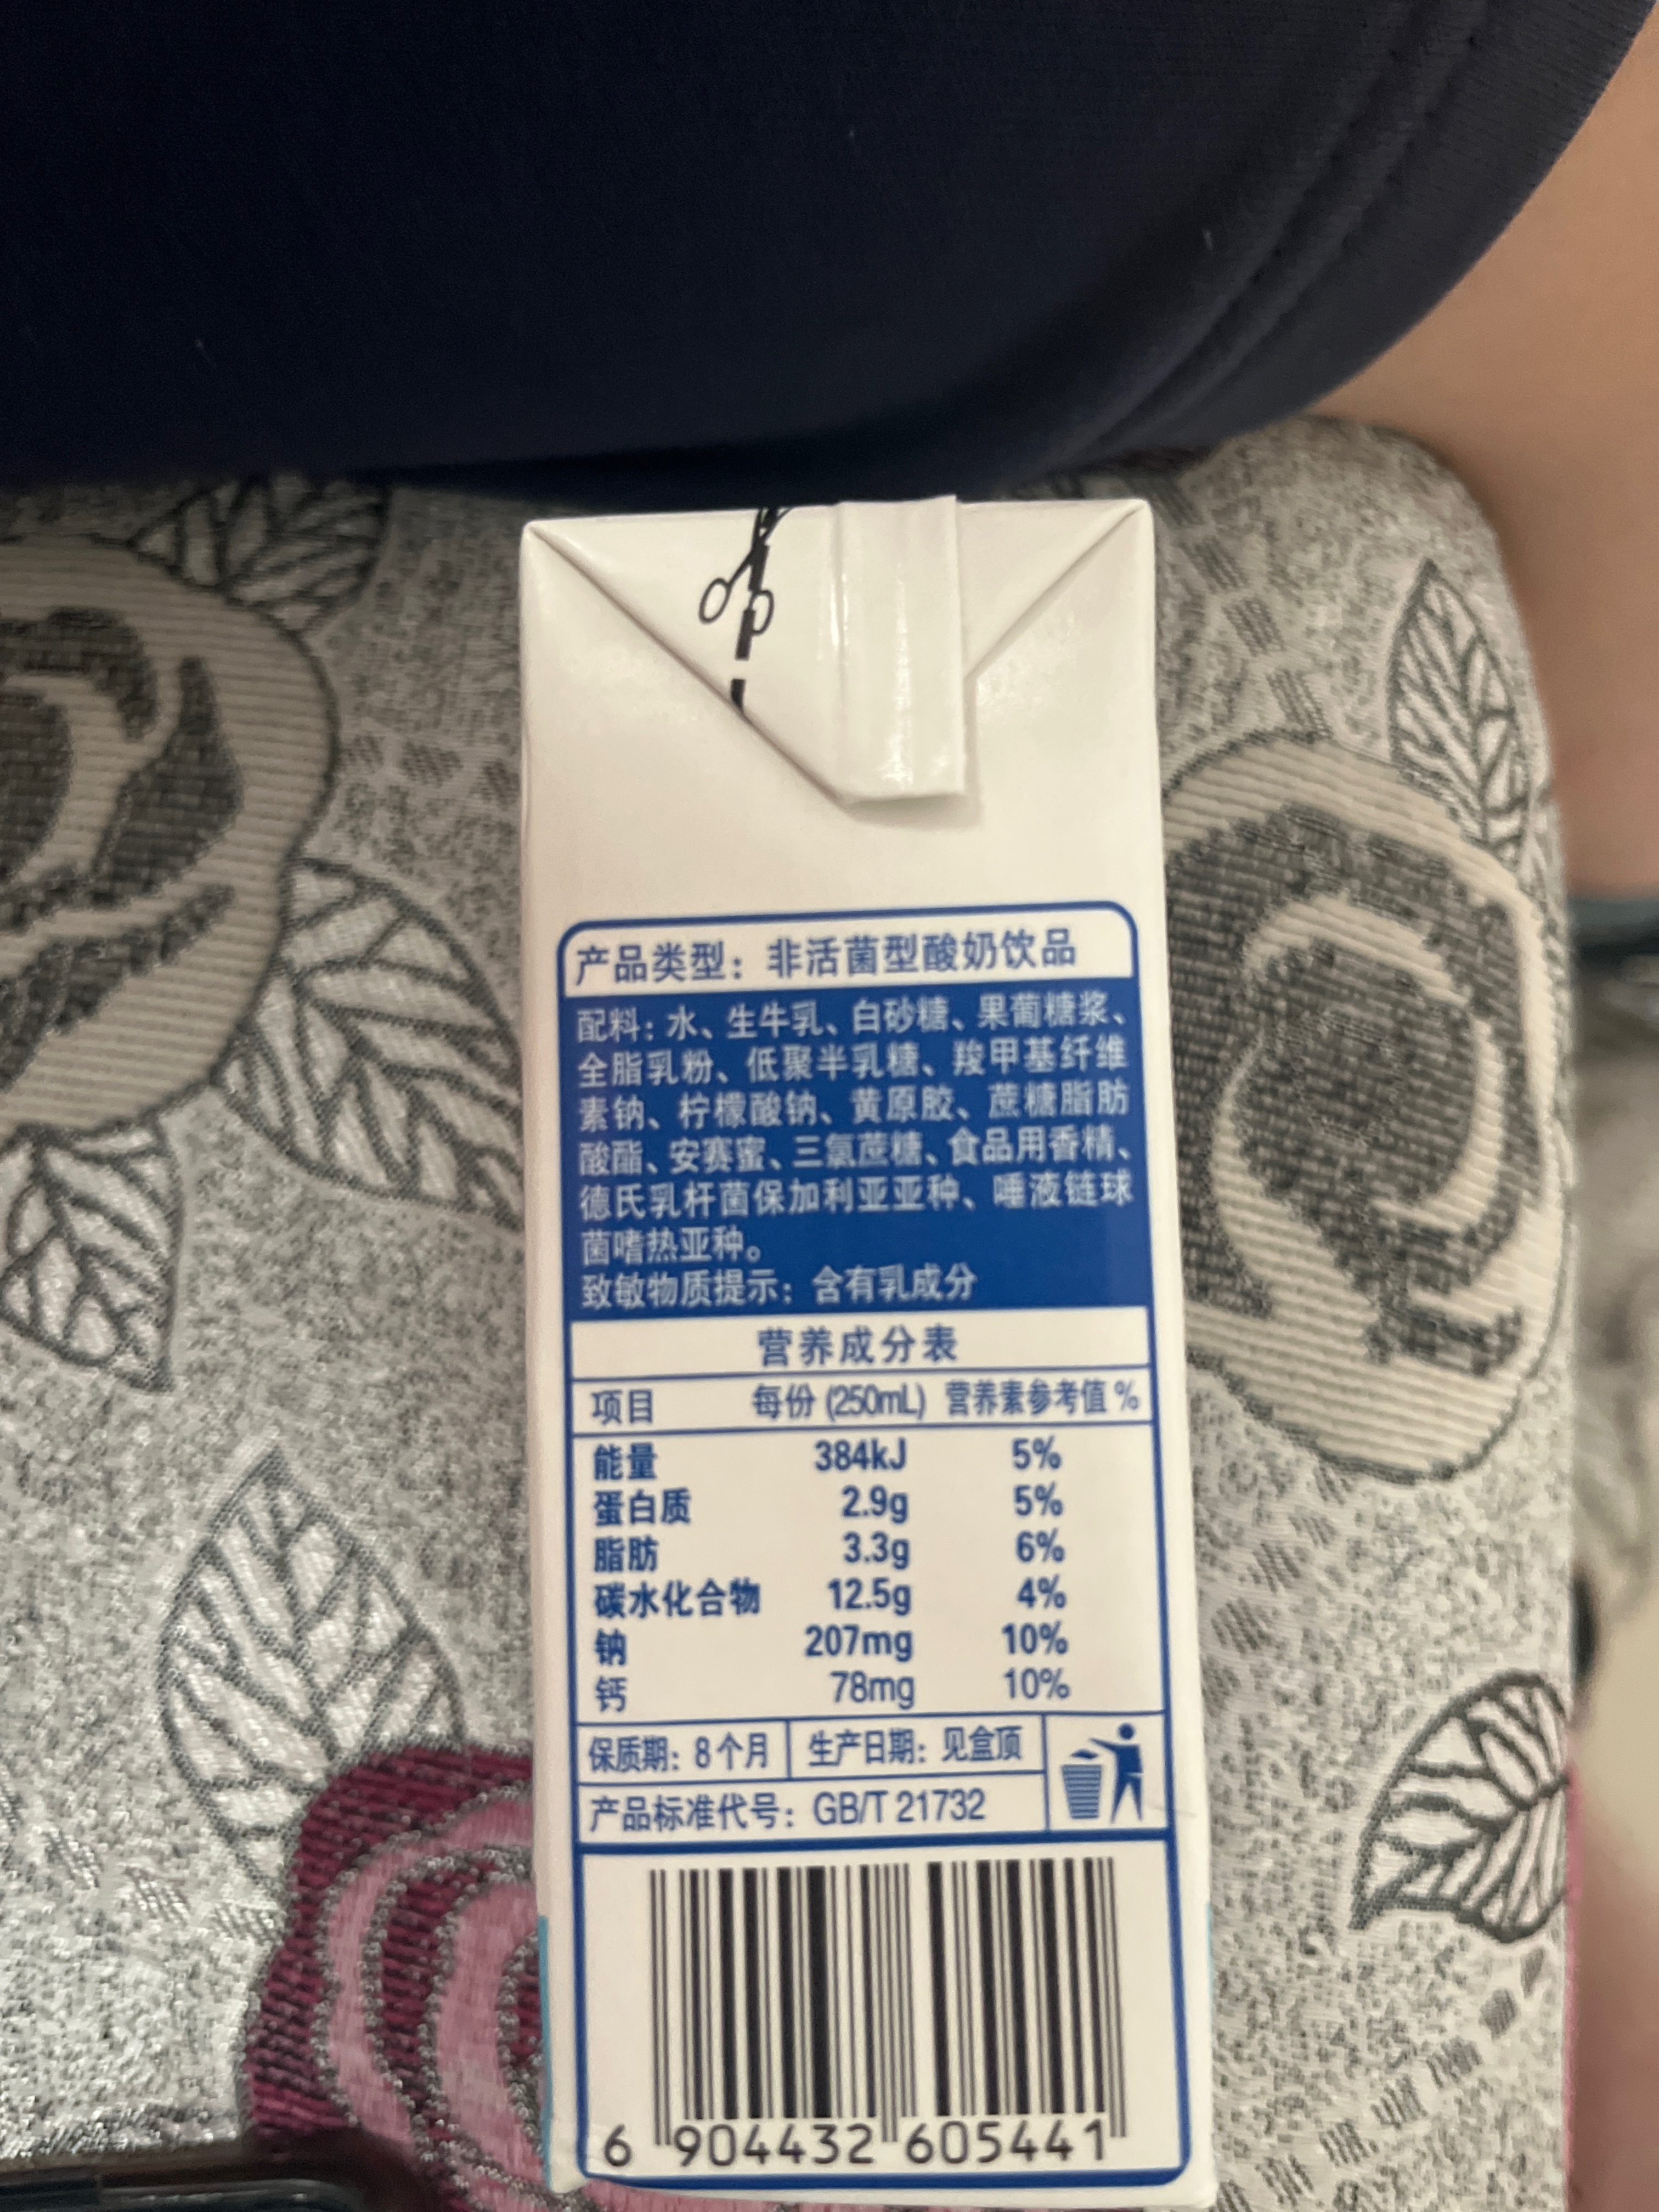 产品类型：非活菌型酸奶饮品
配料：水、生牛乳、白砂糖、果葡糖浆、
全脂乳粉、低聚半乳糖、羧甲基纤维
素钠、柠檬酸钠、黄原胶、蔗糖脂肪
酸酯、安赛蜜、三氯蔗糖、食品用香精、
德氏乳杆菌保加利亚亚种、唾液链球
菌嗜热亚种。
致敏物质提示：含有乳成分
营养成分表
项目 每份 (250mL) 营养素参考值 %
能量 384kJ 5%
蛋白质 2.9g 5%
脂肪 3.3g 6%
碳水化合物 12.5g 4%
钠 207mg 10%
钙 78mg 10%
保质期：8个月 生产日期：见盒顶
产品标准代号：GB/T 21732
6 904432 605441